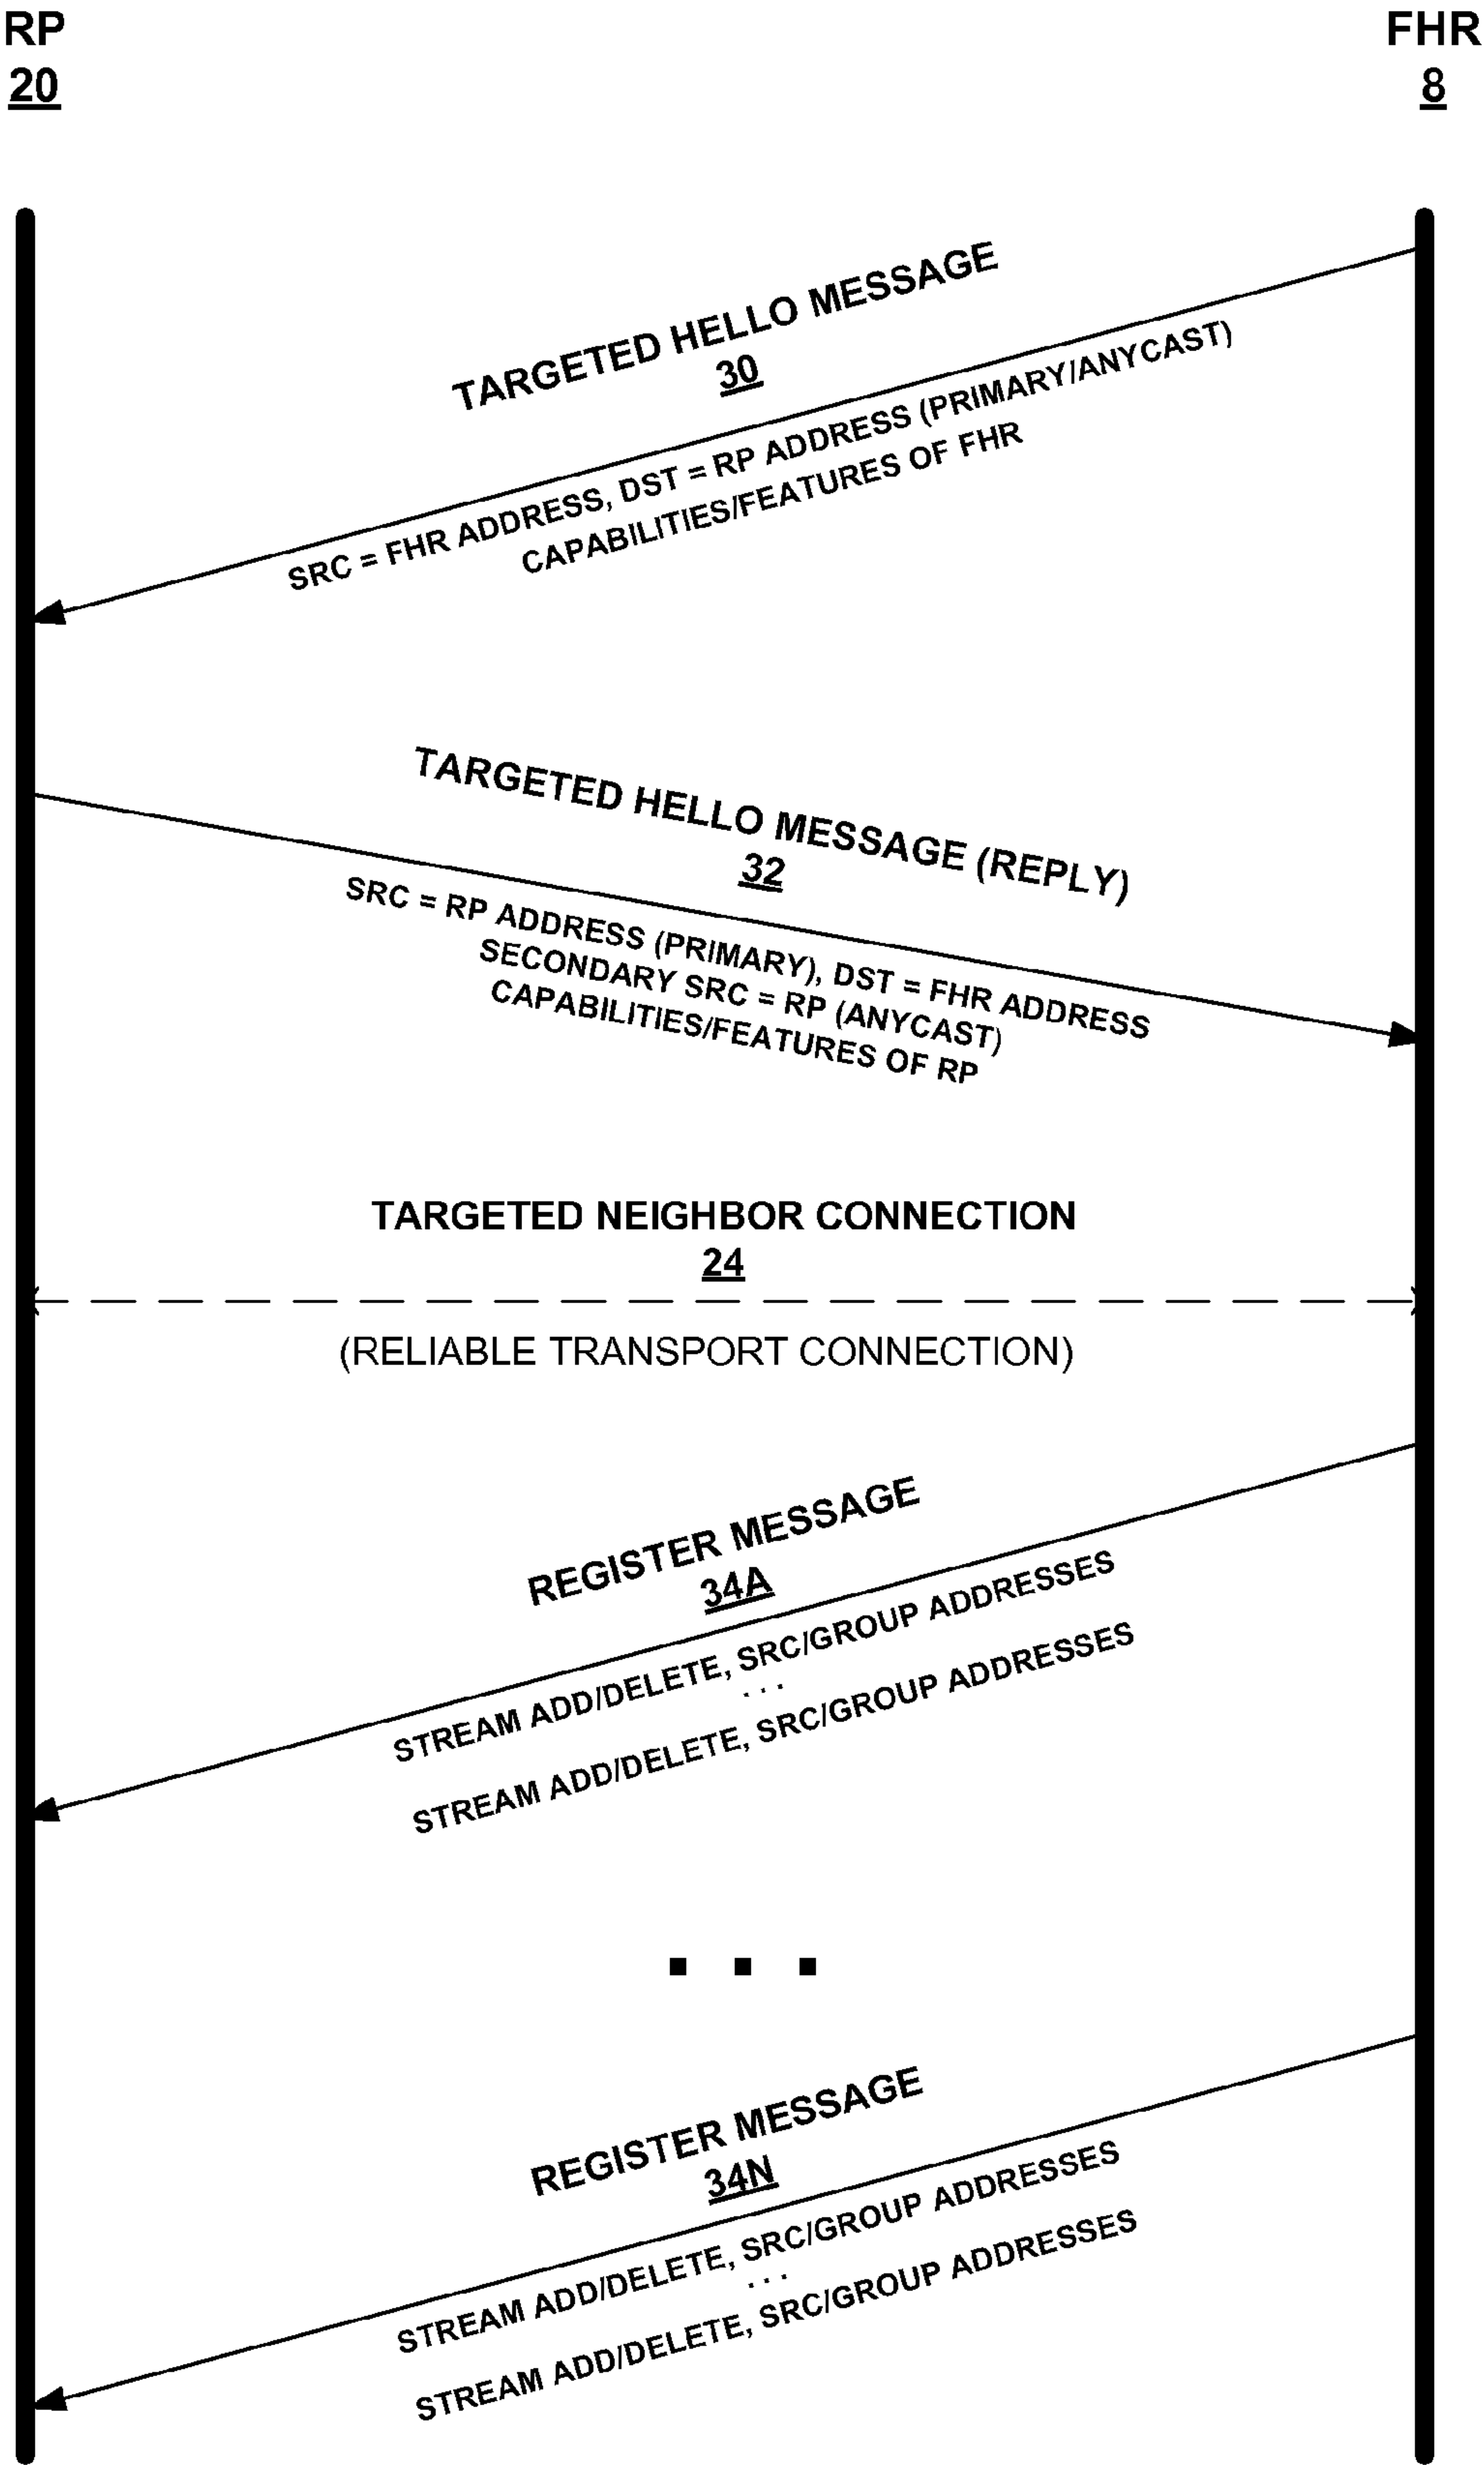 RP
20
FHR
8
TARGETED HELLO MESSAGE
30
SRC = FHR ADDRESS, DST = RP ADDRESS (PRIMARY/ANYCAST)
CAPABILITIES/FEATURES OF FHR
TARGETED HELLO MESSAGE (REPLY)
32
SRC = RP ADDRESS (PRIMARY), DST = FHR ADDRESS
SECONDARY SRC = RP (ANYCAST)
CAPABILITIES/FEATURES OF RP
TARGETED NEIGHBOR CONNECTION
24
(RELIABLE TRANSPORT CONNECTION)
REGISTER MESSAGE
34A
STREAM ADD/DELETE, SRC/GROUP ADDRESSES
...
STREAM ADD/DELETE, SRC/GROUP ADDRESSES
...
REGISTER MESSAGE
34N
STREAM ADD/DELETE, SRC/GROUP ADDRESSES
...
STREAM ADD/DELETE, SRC/GROUP ADDRESSES